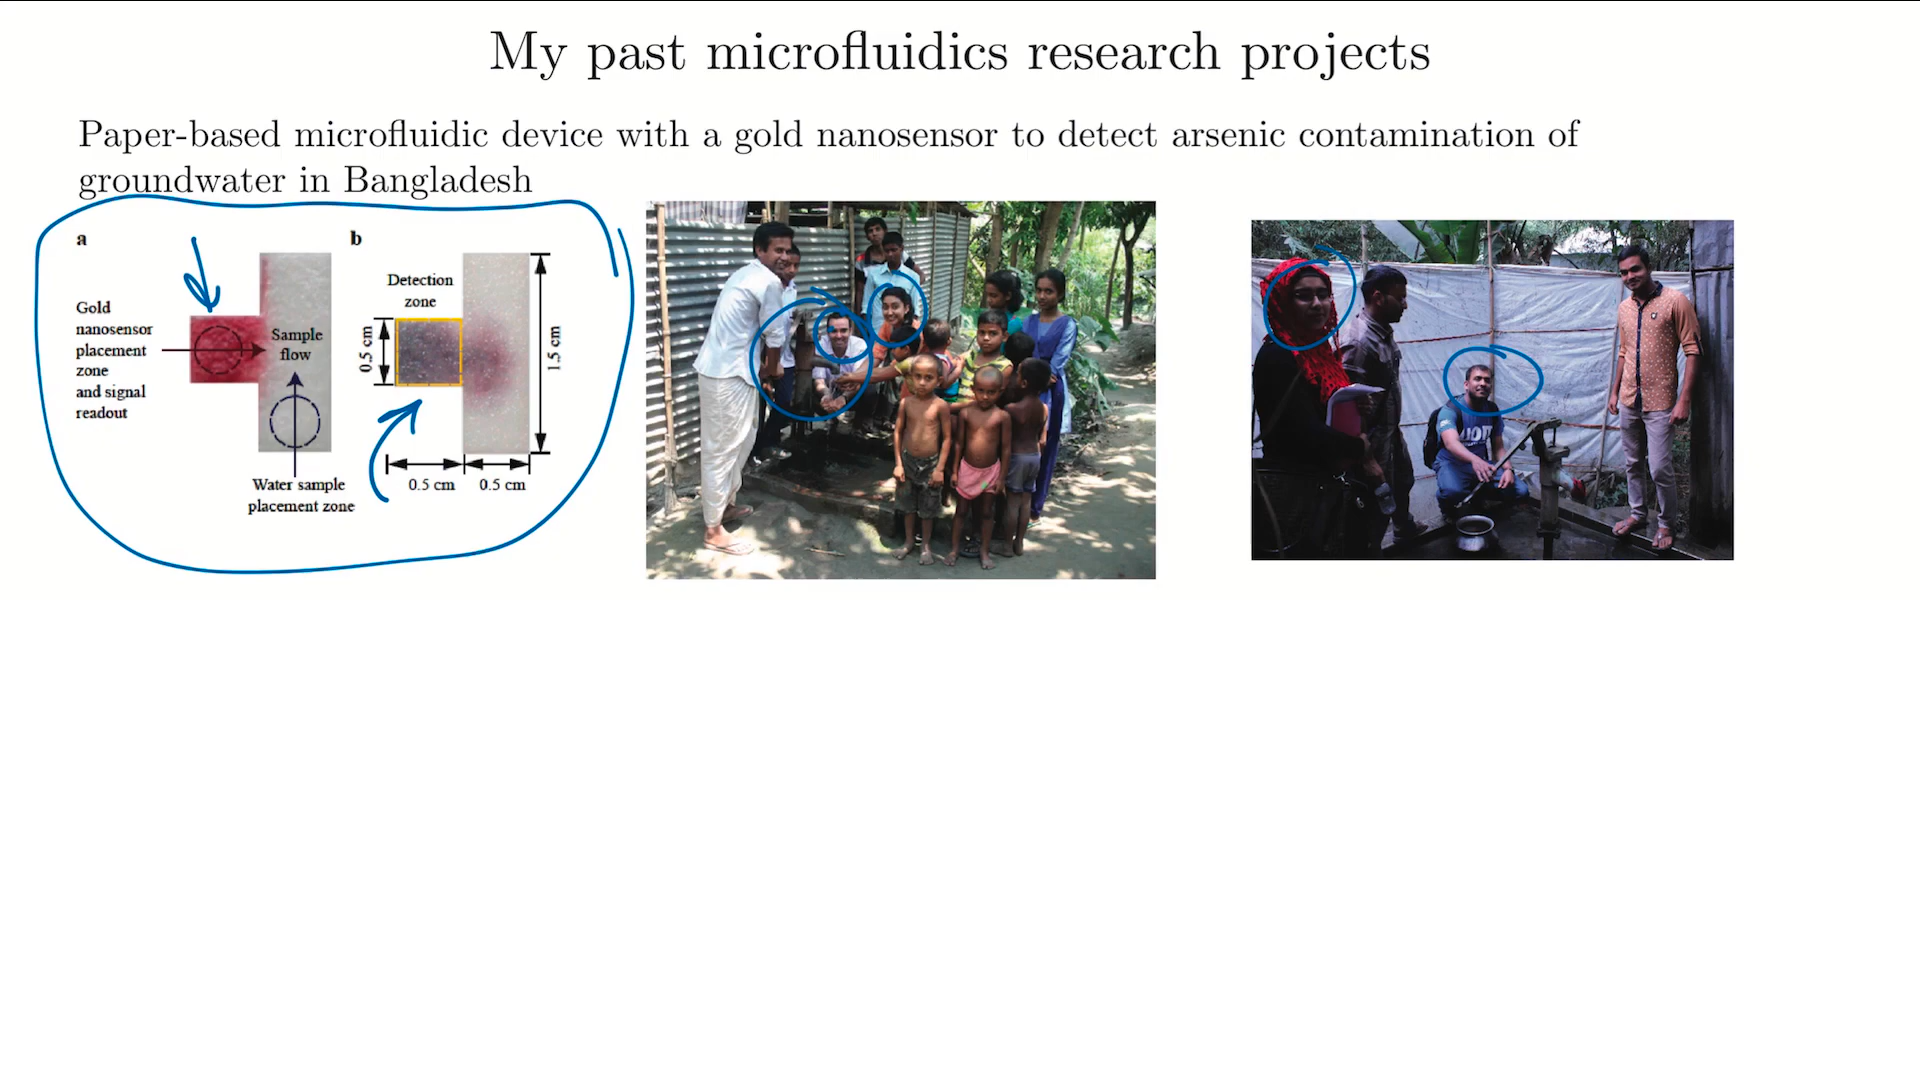 My past microfluidics research projects
Paper-based microfluidic device with a gold nanosensor to detect arsenic contamination of
groundwater in Bangladesh
a
Gold
nanosensor
placement
zone
and signal
readout
Sample
flow
Water sample
placement zone
b
Detection
zone
0.5 cm
1.5 cm
0.5 cm
0.5 cm